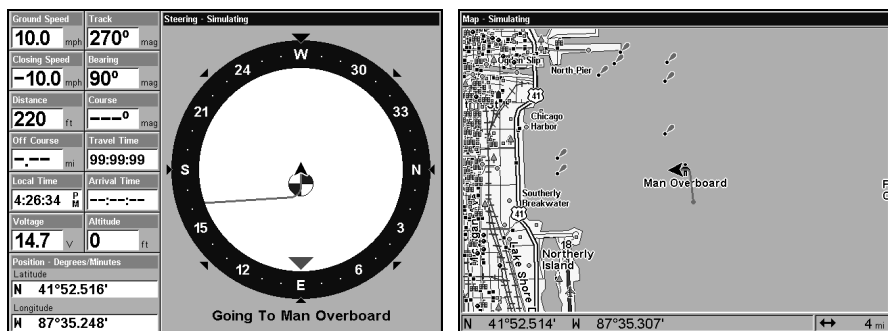 Ground Speed
10.0 mph
Track
270º mag
Closing Speed
-10.0 mph
Bearing
90º mag
Distance
220 ft
Course
---º mag
Off Course
-.-- mi
Travel Time
99:99:99
Local Time
4:26:34 PM
Arrival Time
--:--:--
Voltage
14.7 V
Altitude
0 ft
Position - Degrees/Minutes
Latitude
N 41°52.516'
Longitude
W 87°35.248'
Steering - Simulating
W
24
30
21
33
S
N
15
3
12
6
E
Going To Man Overboard
Map - Simulating
Ogden Slip
North Pier
41
Chicago
Harbor
Man Overboard
Southerly
Breakwater
41
18
Northerly
Island
Lake Shore
N 41°52.514' W 87°35.307'
4 mi